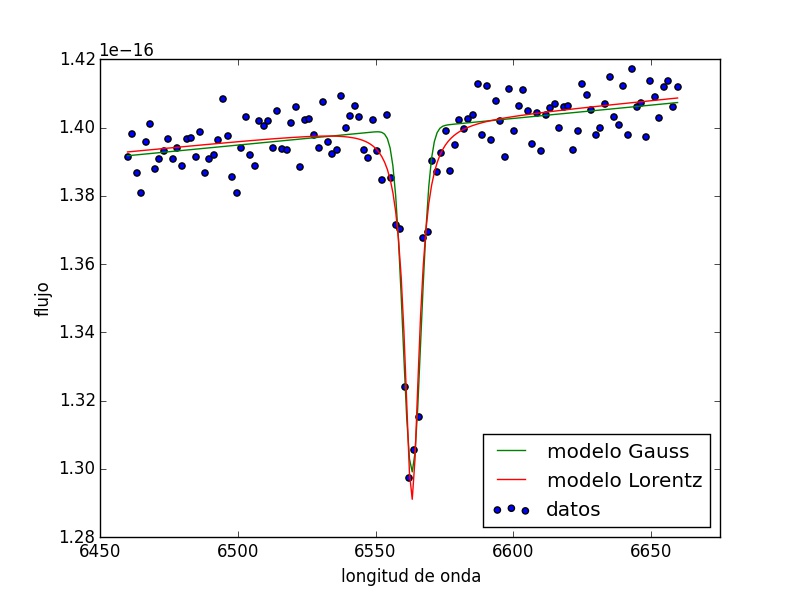 1e−16
1.42
1.40
1.38
1.36
1.34
1.32
1.30
1.28
flujo
6450 6500 6550 6600 6650
longitud de onda
modelo Gauss
modelo Lorentz
datos